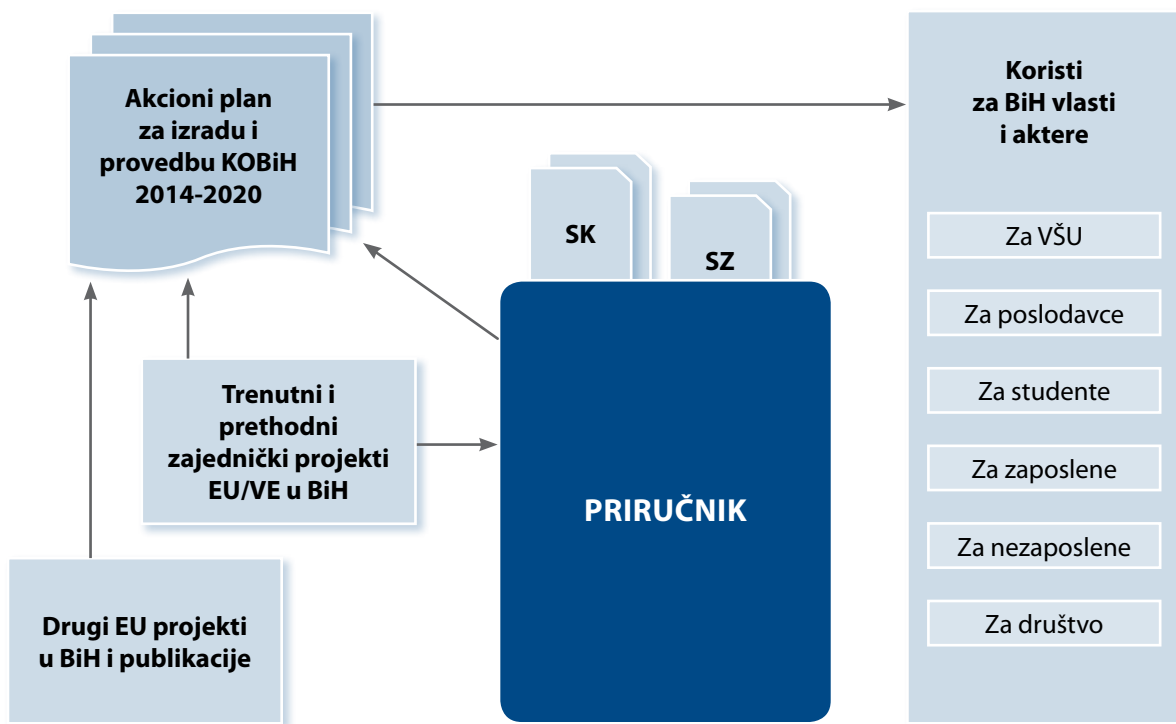 Akcioni plan
za izradu i
provedbu KOBiH
2014-2020
Koristi
za BiH vlasti
i aktere
SK
SZ
Za VŠU
Za poslodavce
Za studente
Za zaposlene
Za nezaposlene
Za društvo
Trenutni i
prethodni
zajednički projekti
EU/VE u BiH
PRIRUČNIK
Drugi EU projekti
u BiH i publikacije